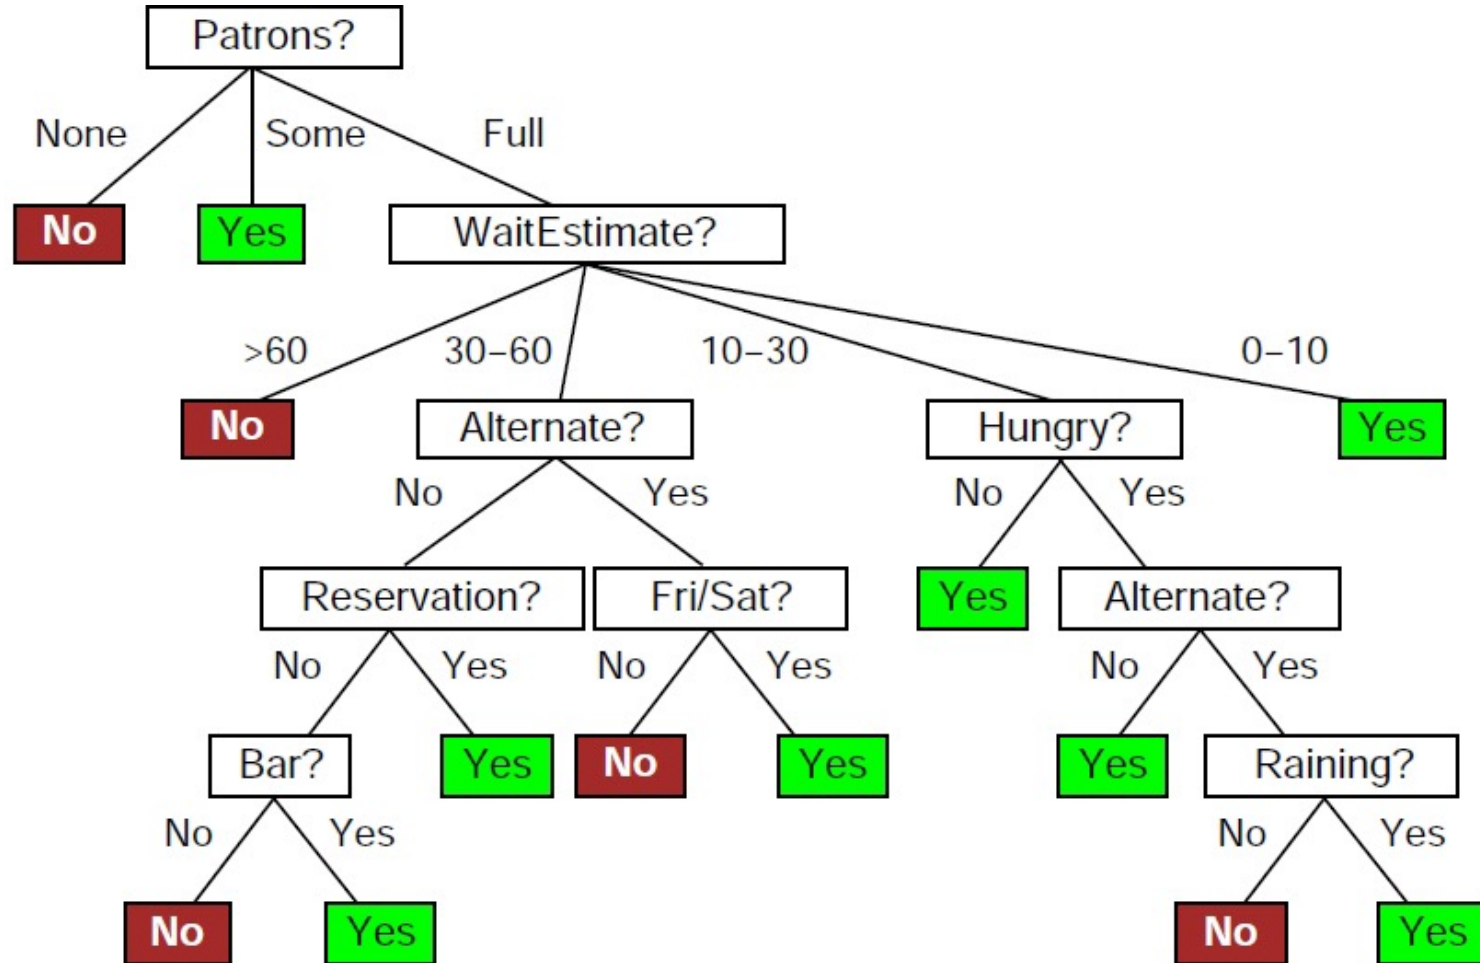 Patrons?
None Some Full
No Yes WaitEstimate?
>60 30–60 10–30 0–10
No Alternate? Hungry? Yes
No Yes No Yes
Reservation? Fri/Sat? Yes Alternate?
No Yes No Yes No Yes
Bar? Yes No Yes Yes Raining?
No Yes No Yes
No Yes No Yes